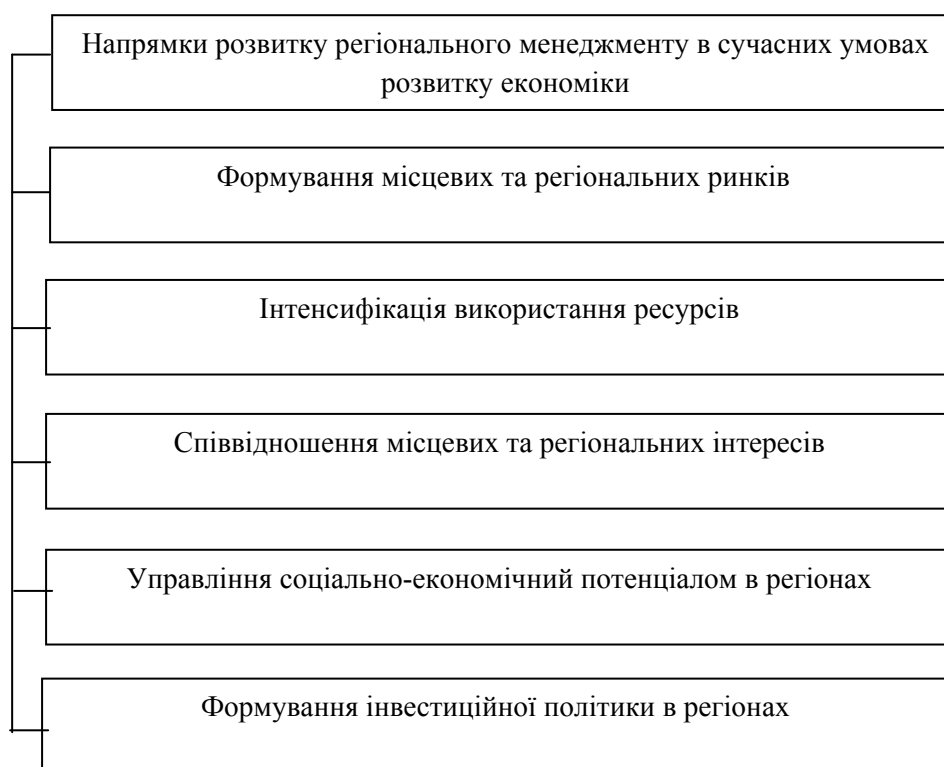 Напрямки розвитку регіонального менеджменту в сучасних умовах
розвитку економіки
Формування місцевих та регіональних ринків
Інтенсифікація використання ресурсів
Співвідношення місцевих та регіональних інтересів
Управління соціально-економічний потенціалом в регіонах
Формування інвестиційної політики в регіонах